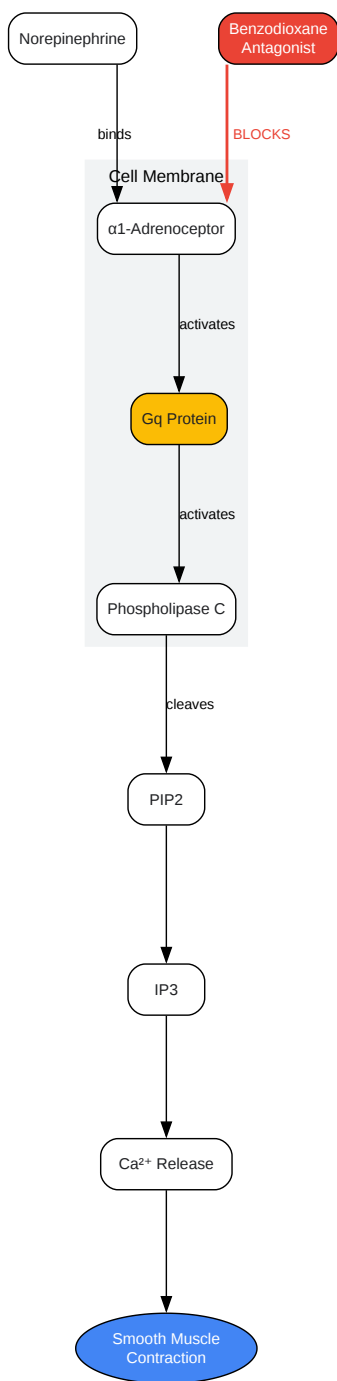 Norepinephrine
Benzodioxane
Antagonist
binds
BLOCKS
Cell Membrane
α1-Adrenoceptor
activates
Gq Protein
activates
Phospholipase C
cleaves
PIP2
IP3
Ca²⁺ Release
Smooth Muscle
Contraction